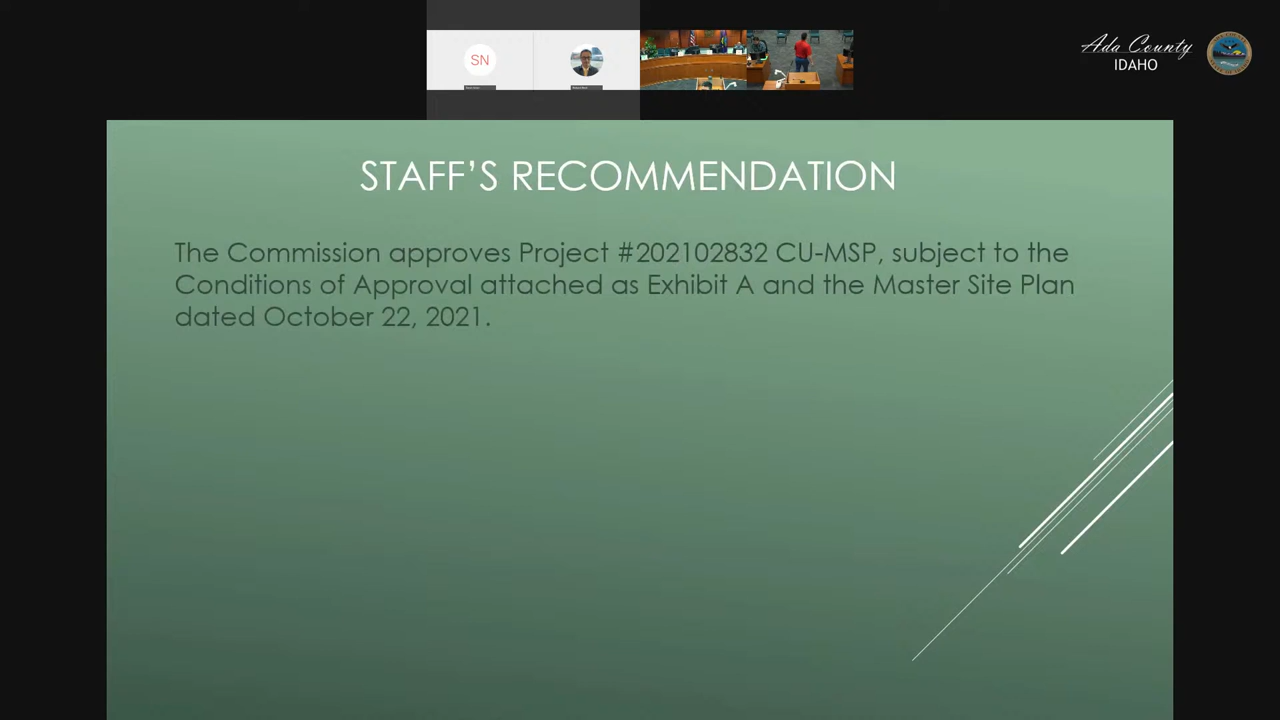 SN
Ada County
IDAHO
STAFF'S RECOMMENDATION
The Commission approves Project #202102832 CU-MSP, subject to the
Conditions of Approval attached as Exhibit A and the Master Site Plan
dated October 22, 2021.